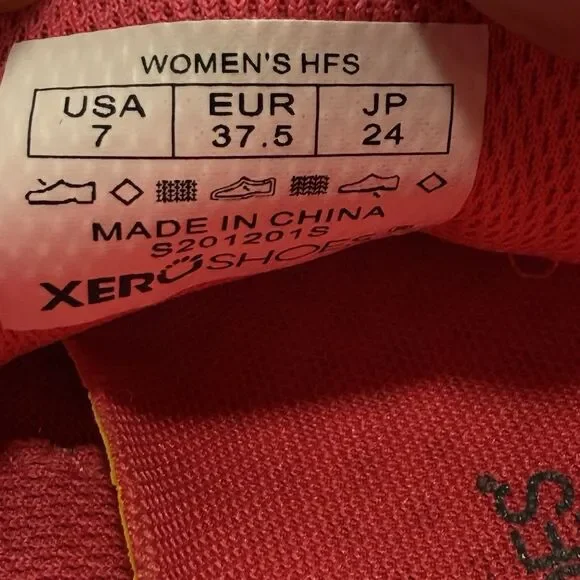 WOMEN'S HFS
USA EUR JP
7 37.5 24
MADE IN CHINA
S201201S
XEROSHOES®